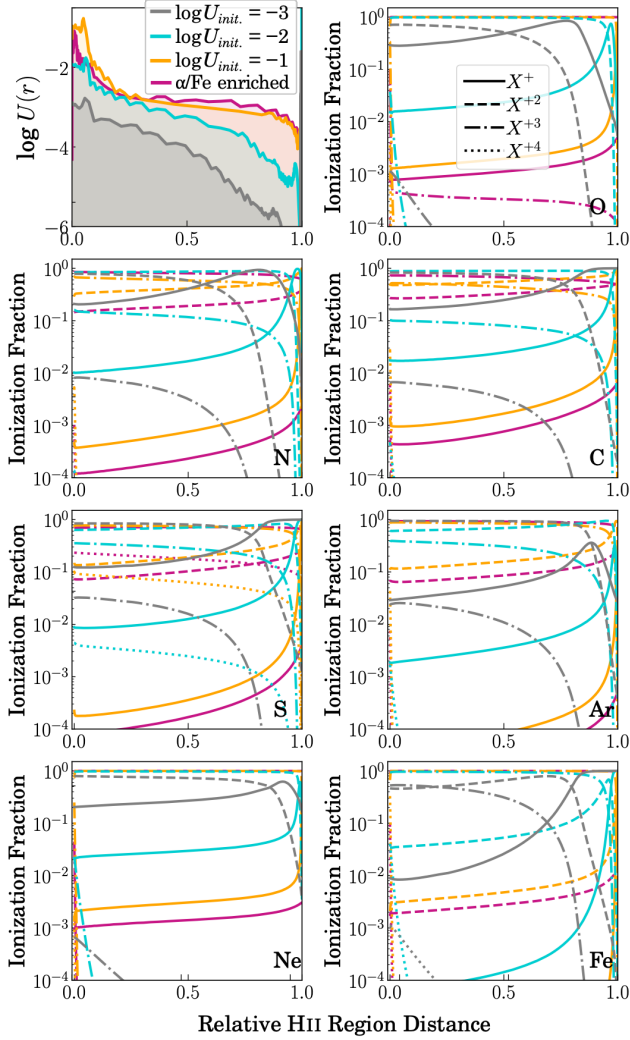 log U_init. = −3
log U_init. = −2
log U_init. = −1
α/Fe enriched
log U(r)
−2
−4
−6
0.0 0.5 1.0
Ionization Fraction
10^0
10^-1
10^-2
10^-3
10^-4
X^+
X^+2
X^+3
X^+4
O
0.0 0.5 1.0
Ionization Fraction
10^0
10^-1
10^-2
10^-3
10^-4
N
0.0 0.5 1.0
Ionization Fraction
10^0
10^-1
10^-2
10^-3
10^-4
C
0.0 0.5 1.0
Ionization Fraction
10^0
10^-1
10^-2
10^-3
10^-4
S
0.0 0.5 1.0
Ionization Fraction
10^0
10^-1
10^-2
10^-3
10^-4
Ar
0.0 0.5 1.0
Ionization Fraction
10^0
10^-1
10^-2
10^-3
10^-4
Ne
0.0 0.5 1.0
Ionization Fraction
10^0
10^-1
10^-2
10^-3
10^-4
Fe
0.0 0.5 1.0
Relative HII Region Distance